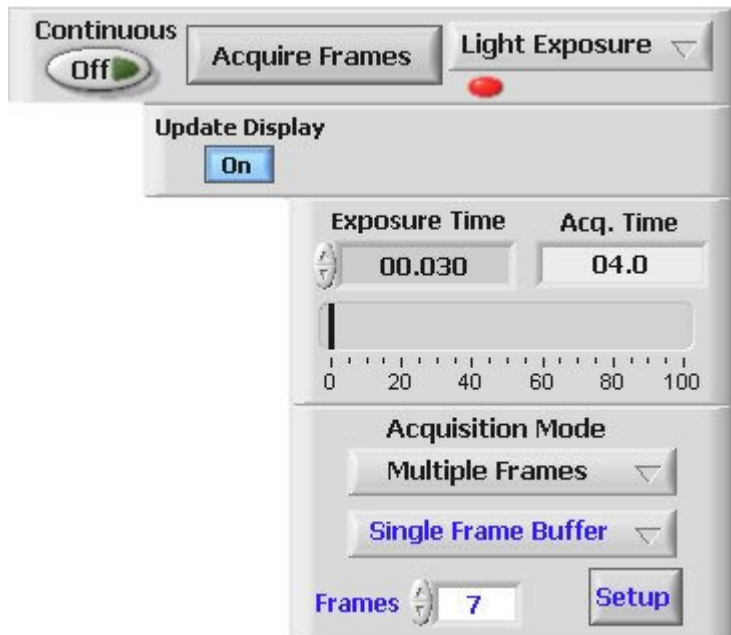 Continuous
Off
Acquire Frames
Light Exposure
Update Display
On
Exposure Time
Acq. Time
00.030
04.0
0 20 40 60 80 100
Acquisition Mode
Multiple Frames
Single Frame Buffer
Frames 7 Setup